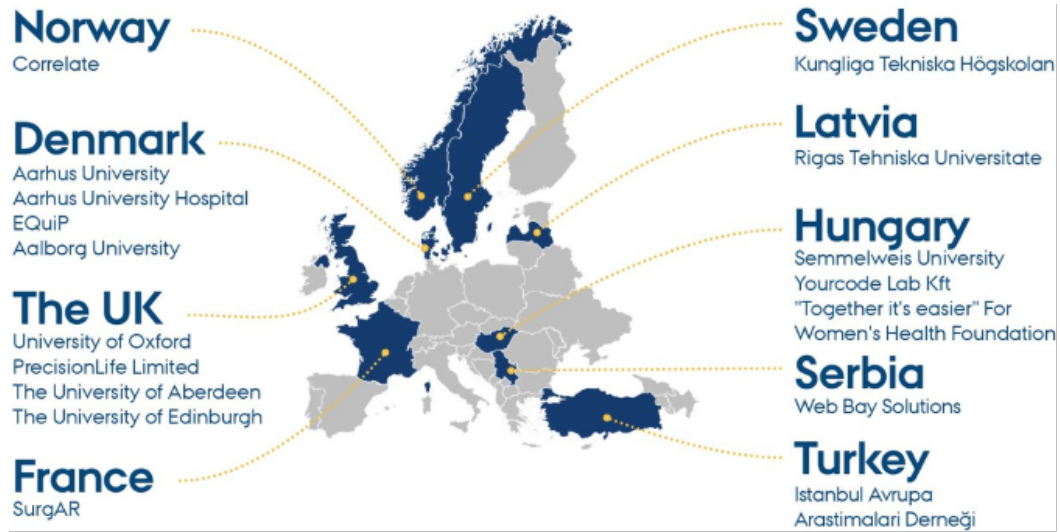 Norway
Correlate
Denmark
Aarhus University
Aarhus University Hospital
EQuiP
Aalborg University
The UK
University of Oxford
PrecisionLife Limited
The University of Aberdeen
The University of Edinburgh
France
SurgAR
Sweden
Kungliga Tekniska Högskolan
Latvia
Rigas Tehniska Universitate
Hungary
Semmelweis University
Yourcode Lab Kft
"Together it's easier" For
Women's Health Foundation
Serbia
Web Bay Solutions
Turkey
Istanbul Avrupa
Arastimalari Derneği